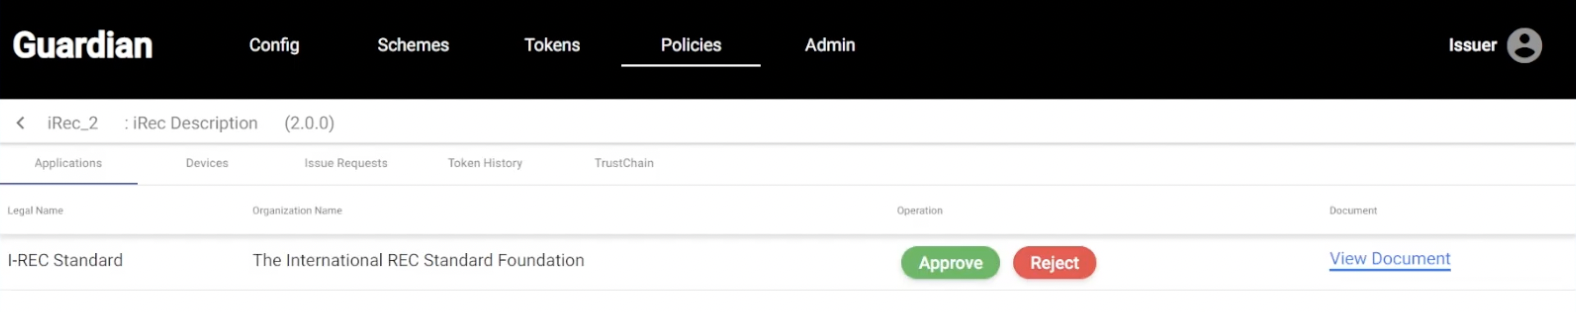 Guardian Config Schemes Tokens Policies Admin Issuer
iRec_2 : iRec Description (2.0.0)
Applications Devices Issue Requests Token History TrustChain
Legal Name Organization Name Operation Document
I-REC Standard The International REC Standard Foundation Approve Reject View Document